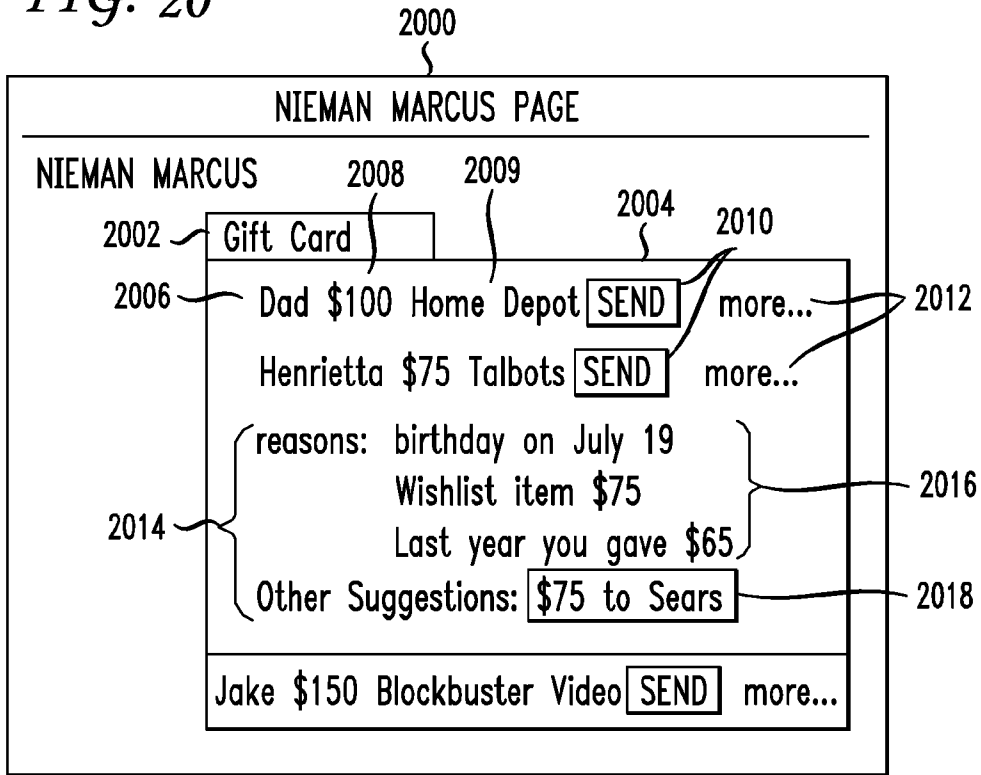 FIG. 20
2000
NIEMAN MARCUS PAGE
NIEMAN MARCUS
2008
2009
2002
Gift Card
2004
2010
2006
Dad $100 Home Depot SEND more...
2012
Henrietta $75 Talbots SEND more...
reasons: birthday on July 19
Wishlist item $75
2016
2014
Last year you gave $65
Other Suggestions: $75 to Sears
2018
Jake $150 Blockbuster Video SEND more...